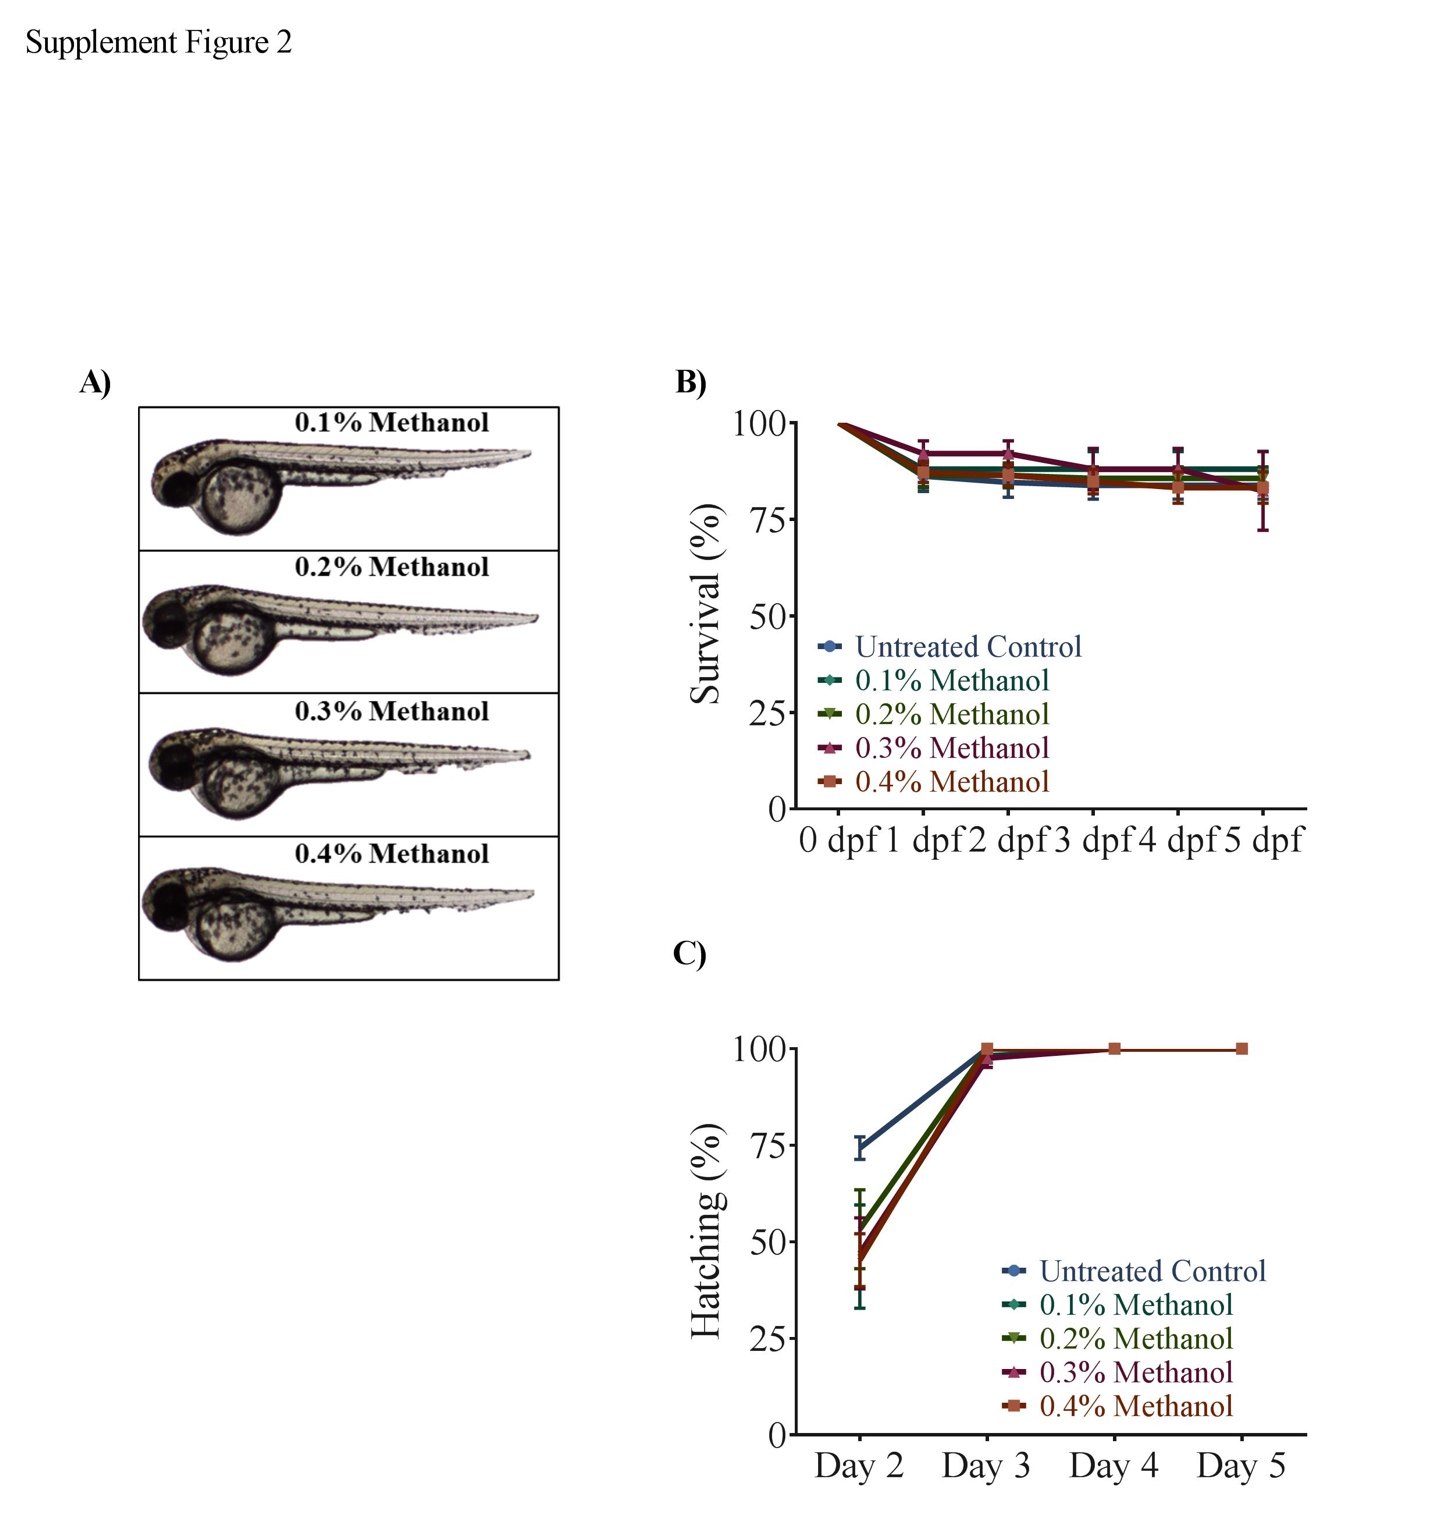 Supplement Figure 2
A)
0.1% Methanol
0.2% Methanol
0.3% Methanol
0.4% Methanol
B)
Survival (%)
100
75
50
25
0
Untreated Control
0.1% Methanol
0.2% Methanol
0.3% Methanol
0.4% Methanol
0 dpf 1 dpf 2 dpf 3 dpf 4 dpf 5 dpf
C)
Hatching (%)
100
75
50
25
0
Untreated Control
0.1% Methanol
0.2% Methanol
0.3% Methanol
0.4% Methanol
Day 2 Day 3 Day 4 Day 5